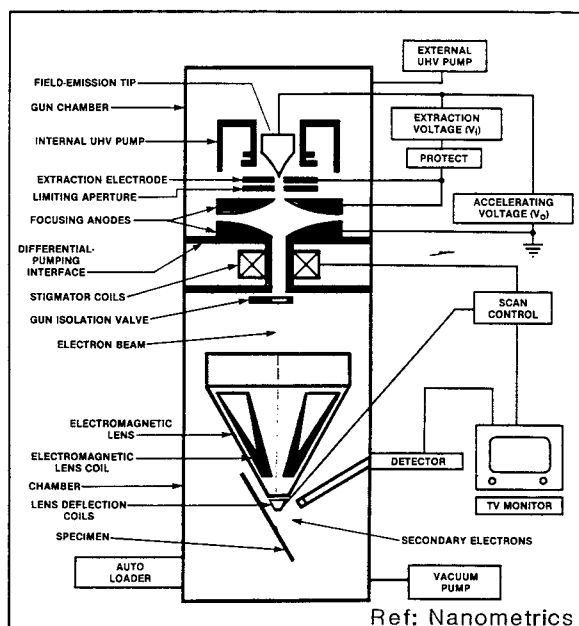 EXTERNAL
UHV PUMP
FIELD-EMISSION TIP
GUN CHAMBER
EXTRACTION
VOLTAGE (Vi)
INTERNAL UHV PUMP
PROTECT
EXTRACTION ELECTRODE
LIMITING APERTURE
ACCELERATING
VOLTAGE (Vo)
FOCUSING ANODES
DIFFERENTIAL-
PUMPING
INTERFACE
STIGMATOR COILS
SCAN
CONTROL
GUN ISOLATION VALVE
ELECTRON BEAM
ELECTROMAGNETIC
LENS
ELECTROMAGNETIC
LENS COIL
DETECTOR
CHAMBER
TV MONITOR
LENS DEFLECTION
COILS
SPECIMEN
SECONDARY ELECTRONS
AUTO
LOADER
VACUUM
PUMP
Ref: Nanometrics